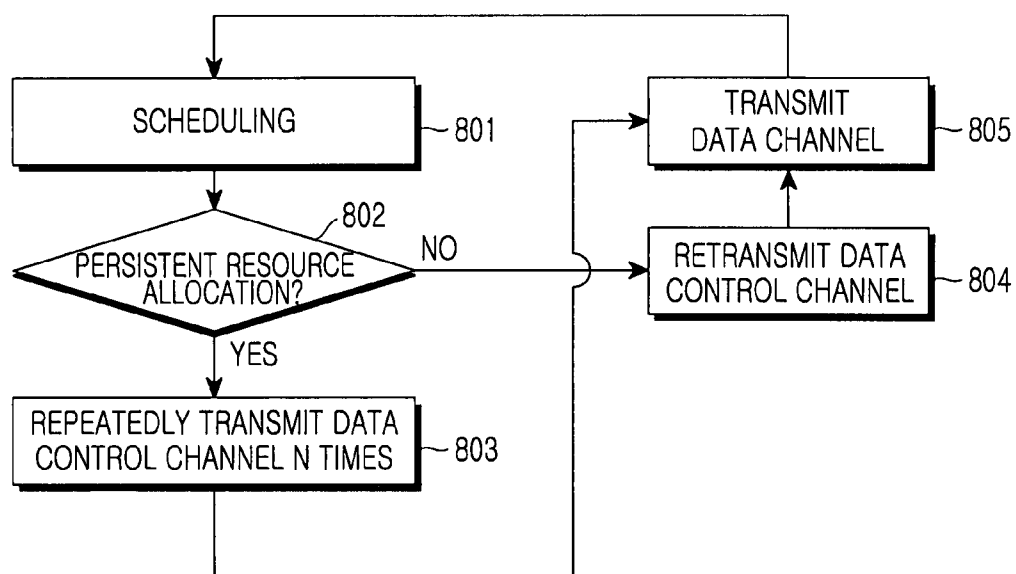 SCHEDULING
801
802
PERSISTENT RESOURCE
ALLOCATION?
NO
YES
REPEATEDLY TRANSMIT DATA
CONTROL CHANNEL N TIMES
803
TRANSMIT
DATA CHANNEL
805
RETRANSMIT DATA
CONTROL CHANNEL
804